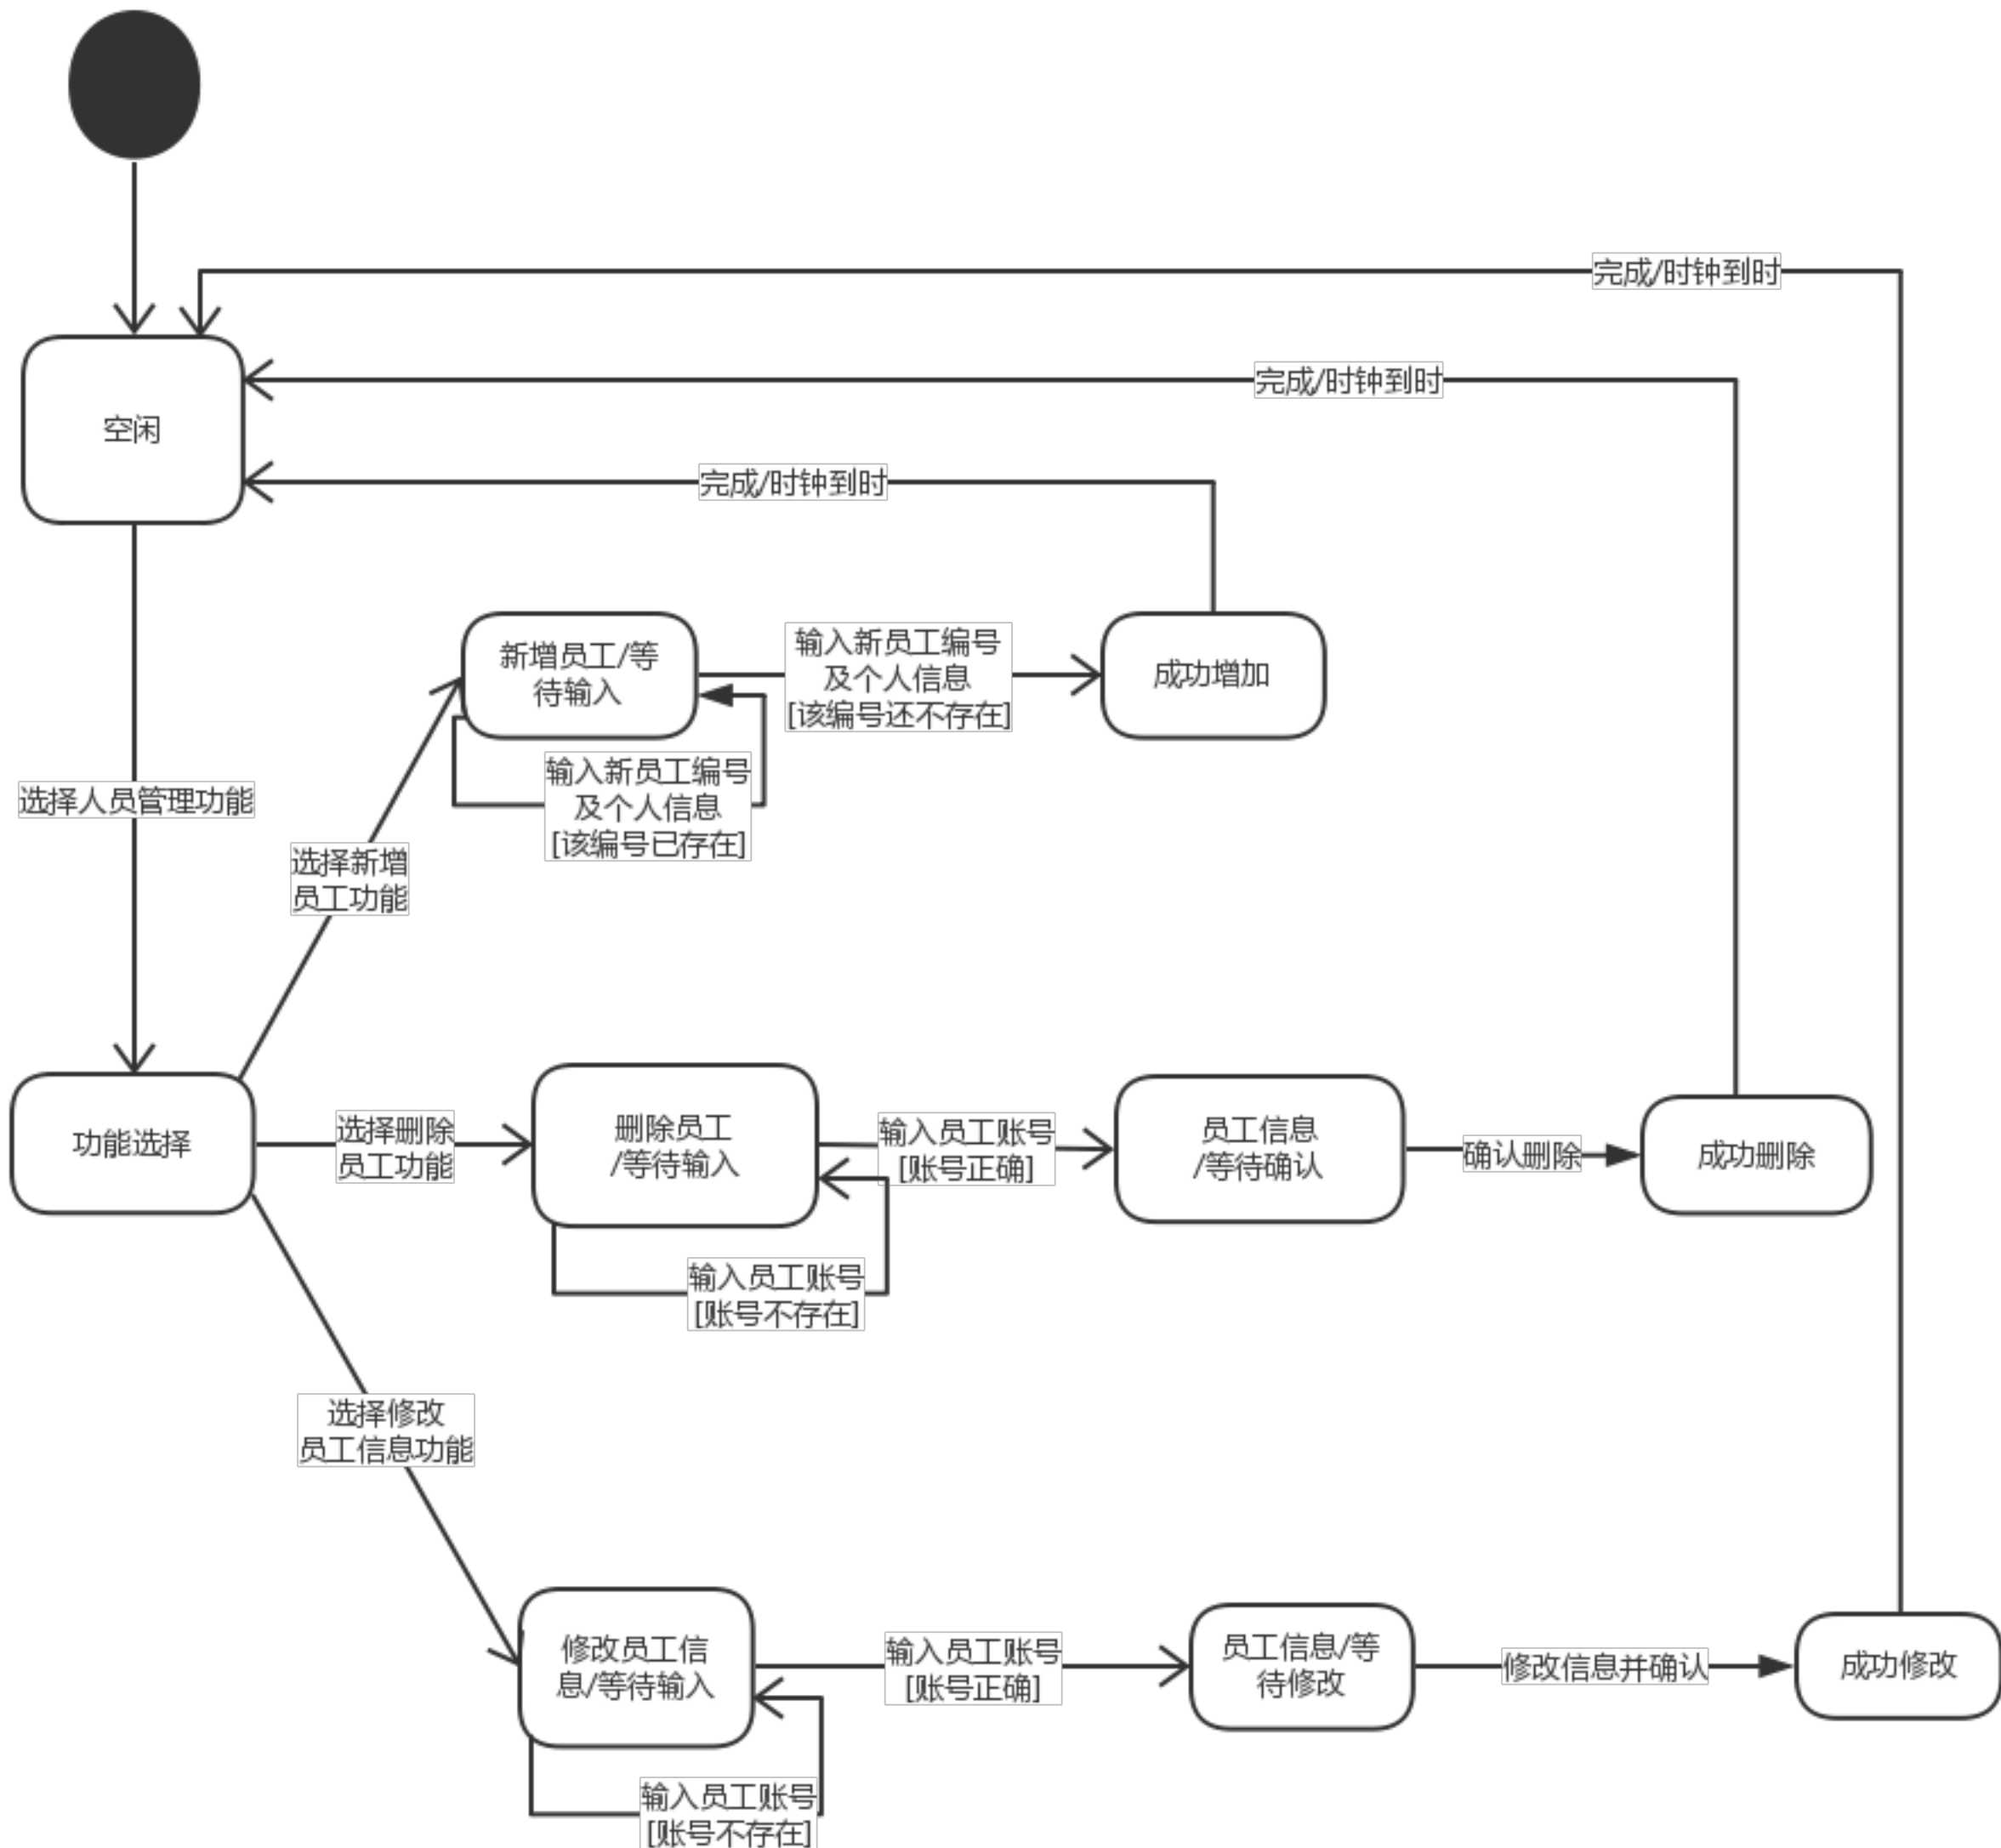 完成/时钟到时
完成/时钟到时
空闲
完成/时钟到时
新增员工/等
待输入
输入新员工编号
及个人信息
[该编号还不存在]
成功增加
输入新员工编号
及个人信息
[该编号已存在]
选择人员管理功能
选择新增
员工功能
功能选择
选择删除
员工功能
删除员工
/等待输入
输入员工账号
[账号正确]
员工信息
/等待确认
确认删除
成功删除
输入员工账号
[账号不存在]
选择修改
员工信息功能
修改员工信
息/等待输入
输入员工账号
[账号正确]
员工信息/等
待修改
修改信息并确认
成功修改
输入员工账号
[账号不存在]